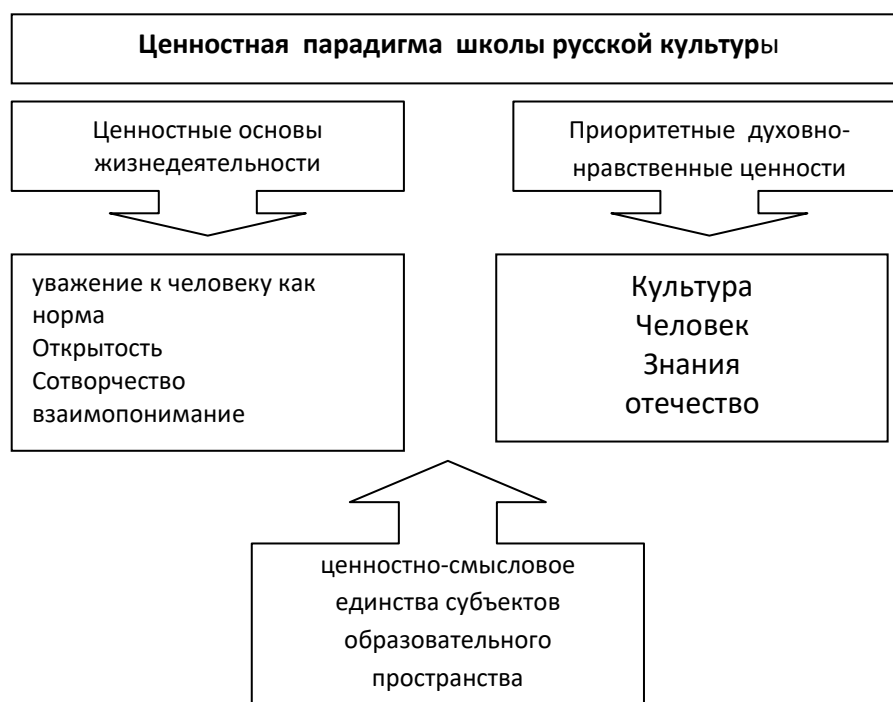 Ценностная парадигма школы русской культуры
Ценностные основы
жизнедеятельности
Приоритетные духовно-
нравственные ценности
уважение к человеку как
норма
Открытость
Сотворчество
взаимопонимание
Культура
Человек
Знания
отечество
ценностно-смысловое
единства субъектов
образовательного
пространства